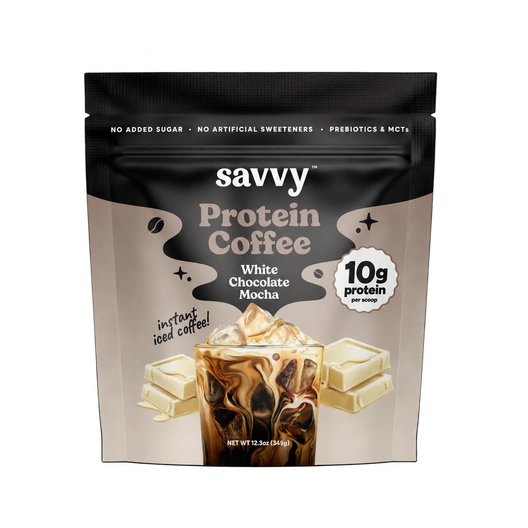 NO ADDED SUGAR • NO ARTIFICIAL SWEETENERS • PREBIOTICS & MCTs
savvy™
Protein
Coffee
White
Chocolate
Mocha
10g
protein
per scoop
instant
iced coffee!
NET WT 12.3oz (349g)